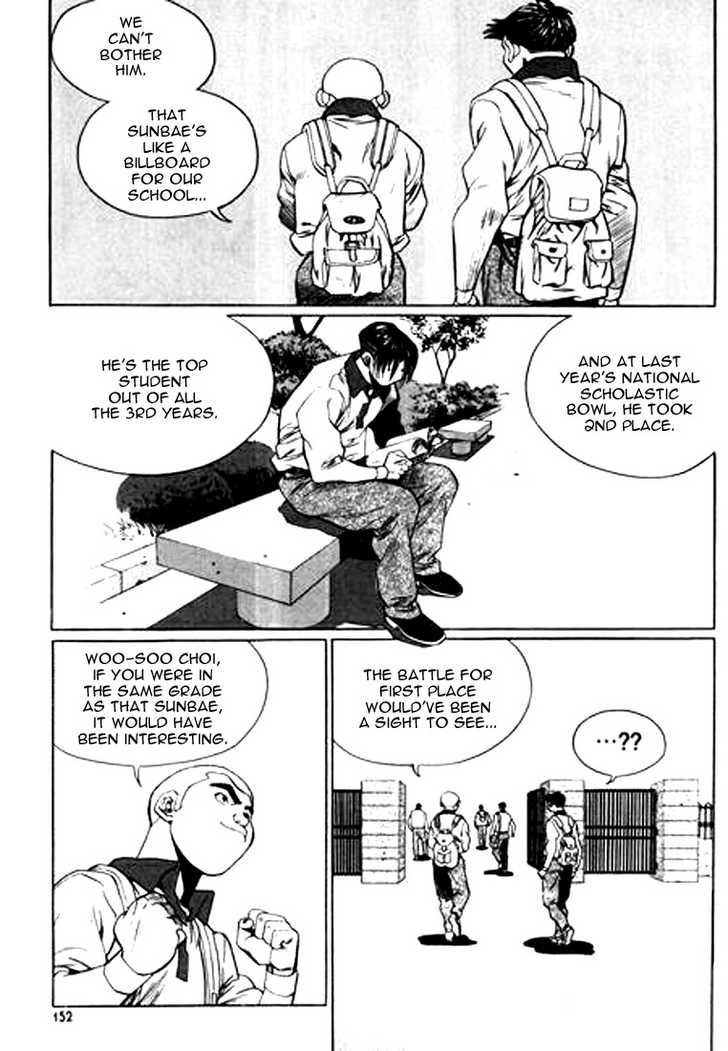 WE
CAN'T
BOTHER
HIM.
THAT
SUNBAE'S
LIKE A
BILLBOARD
FOR OUR
SCHOOL...
HE'S THE TOP
STUDENT
OUT OF ALL
THE 3RD YEARS.
AND AT LAST
YEAR'S NATIONAL
SCHOLASTIC
BOWL, HE TOOK
2ND PLACE.
WOO-SOO CHOI,
IF YOU WERE IN
THE SAME GRADE
AS THAT SUNBAE,
IT WOULD HAVE
BEEN INTERESTING.
THE BATTLE FOR
FIRST PLACE
WOULD'VE BEEN
A SIGHT TO SEE...
...??
152